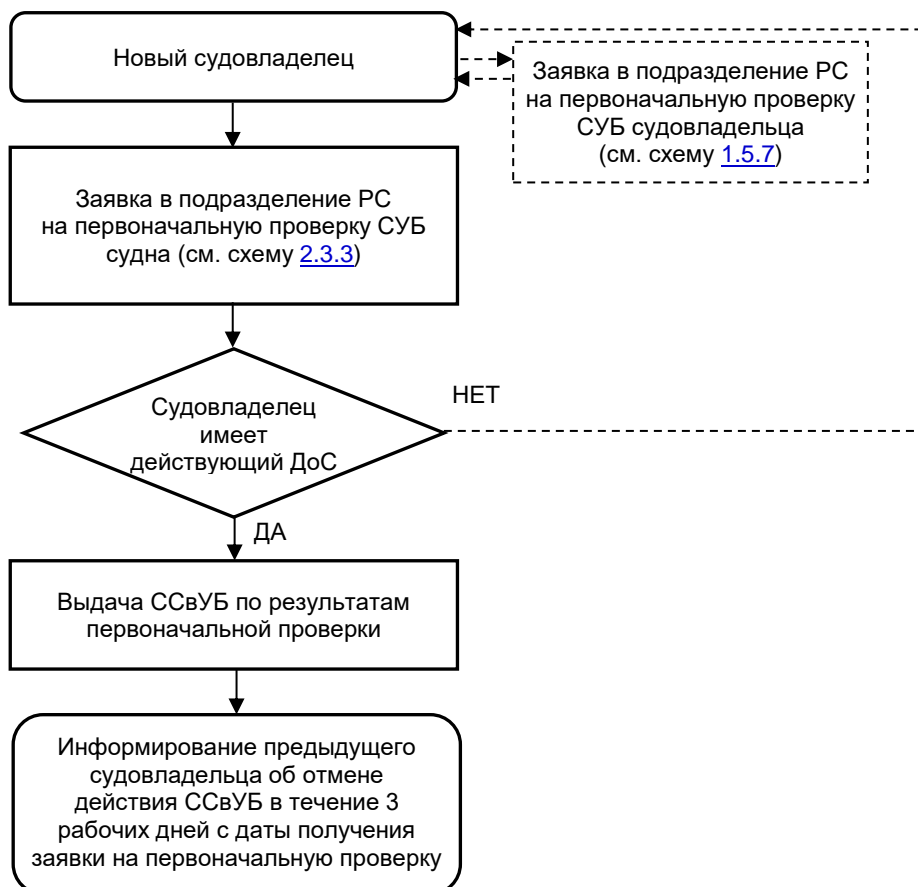 Новый судовладелец
Заявка в подразделение РС
на первоначальную проверку
СУБ судовладельца
(см. схему 1.5.7)
Заявка в подразделение РС
на первоначальную проверку СУБ
судна (см. схему 2.3.3)
Судовладелец
имеет
действующий ДоС
НЕТ
ДА
Выдача ССвУБ по результатам
первоначальной проверки
Информирование предыдущего
судовладельца об отмене
действия ССвУБ в течение 3
рабочих дней с даты получения
заявки на первоначальную проверку